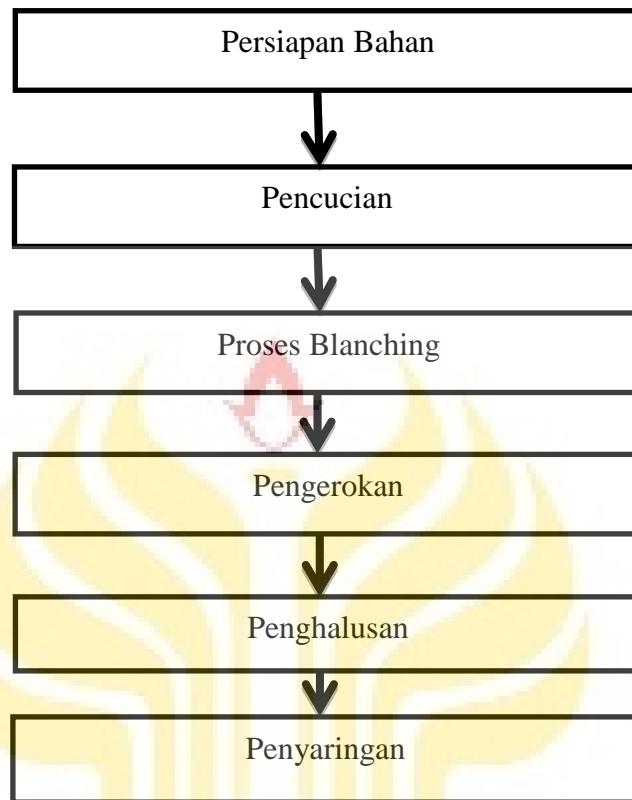 Persiapan Bahan
Pencucian
Proses Blanching
Pengerokan
Penghalusan
Penyaringan